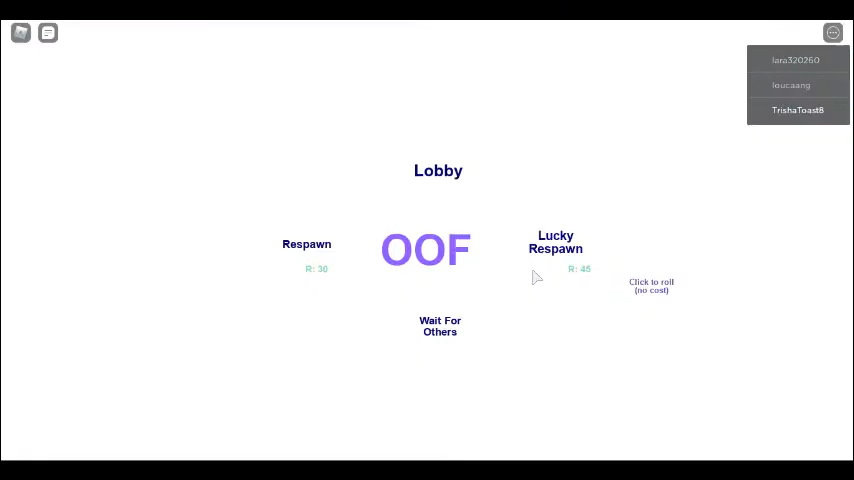 lara320260
loucaang
TrishaToast8
Lobby
Respawn
R: 30
OOF
Lucky
Respawn
R: 45
Click to roll
(no cost)
Wait For
Others